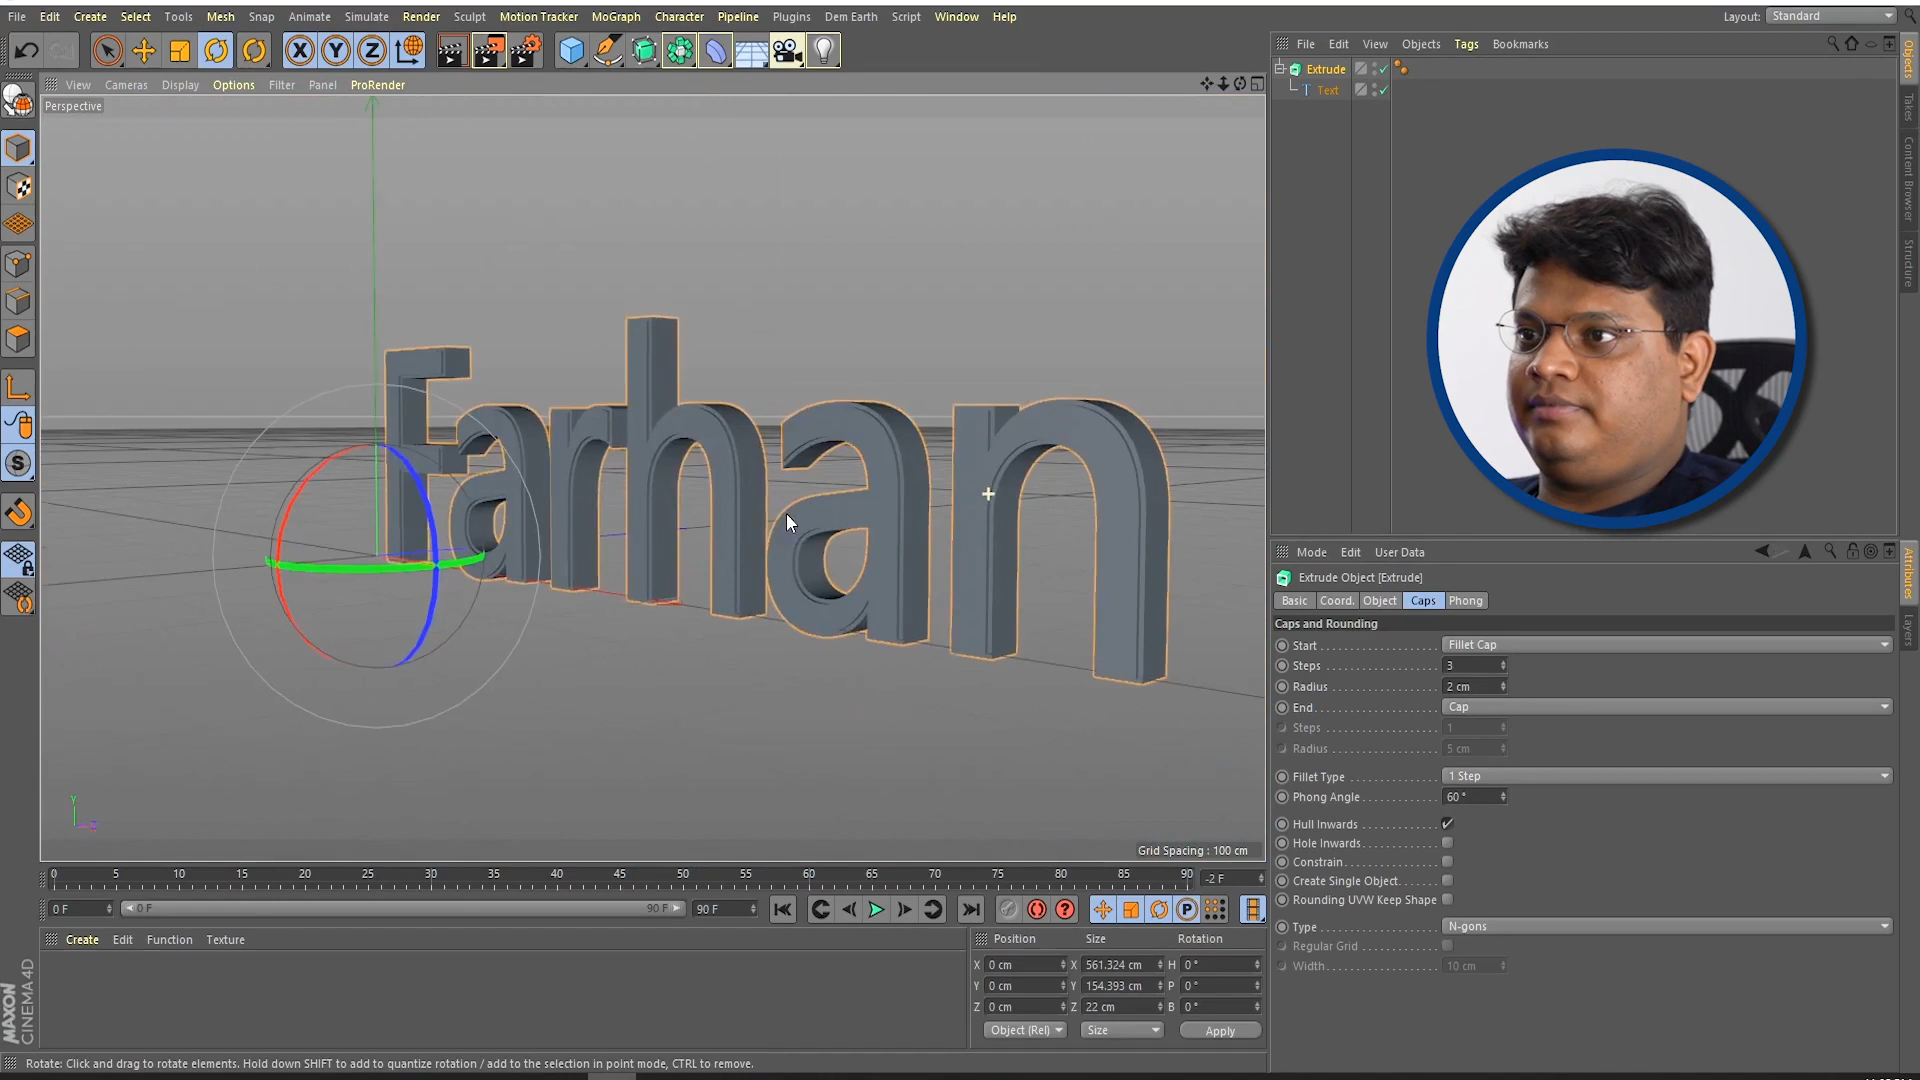 File Edit Create Select Tools Mesh Snap Animate Simulate Render Sculpt Motion Tracker MoGraph Character Pipeline Plugins Dem Earth Script Window Help
Layout: Standard
X Y Z
View Cameras Display Options Filter Panel ProRender
Perspective
Farhan
Y
Z
Grid Spacing : 100 cm
0 5 10 15 20 25 30 35 40 45 50 55 60 65 70 75 80 85 90
-2 F
0 F
0 F
90 F
90 F
P
S
Create Edit Function Texture
Position Size Rotation
X 0 cm X 561.324 cm H 0 °
Y 0 cm Y 154.393 cm P 0 °
Z 0 cm Z 22 cm B 0 °
Object (Rel) Size Apply
MAXON
CINEMA 4D
Rotate: Click and drag to rotate elements. Hold down SHIFT to add to quantize rotation / add to the selection in point mode, CTRL to remove.
File Edit View Objects Tags Bookmarks
Extrude
Text
Objects
Takes
Content Browser
Structure
Mode Edit User Data
Extrude Object [Extrude]
Basic Coord. Object Caps Phong
Caps and Rounding
Start Fillet Cap
Steps 3
Radius 2 cm
End Cap
Steps 1
Radius 5 cm
Fillet Type 1 Step
Phong Angle 60 °
Hull Inwards
Hole Inwards
Constrain
Create Single Object
Rounding UVW Keep Shape
Type N-gons
Regular Grid
Width 10 cm
Attributes
Layers